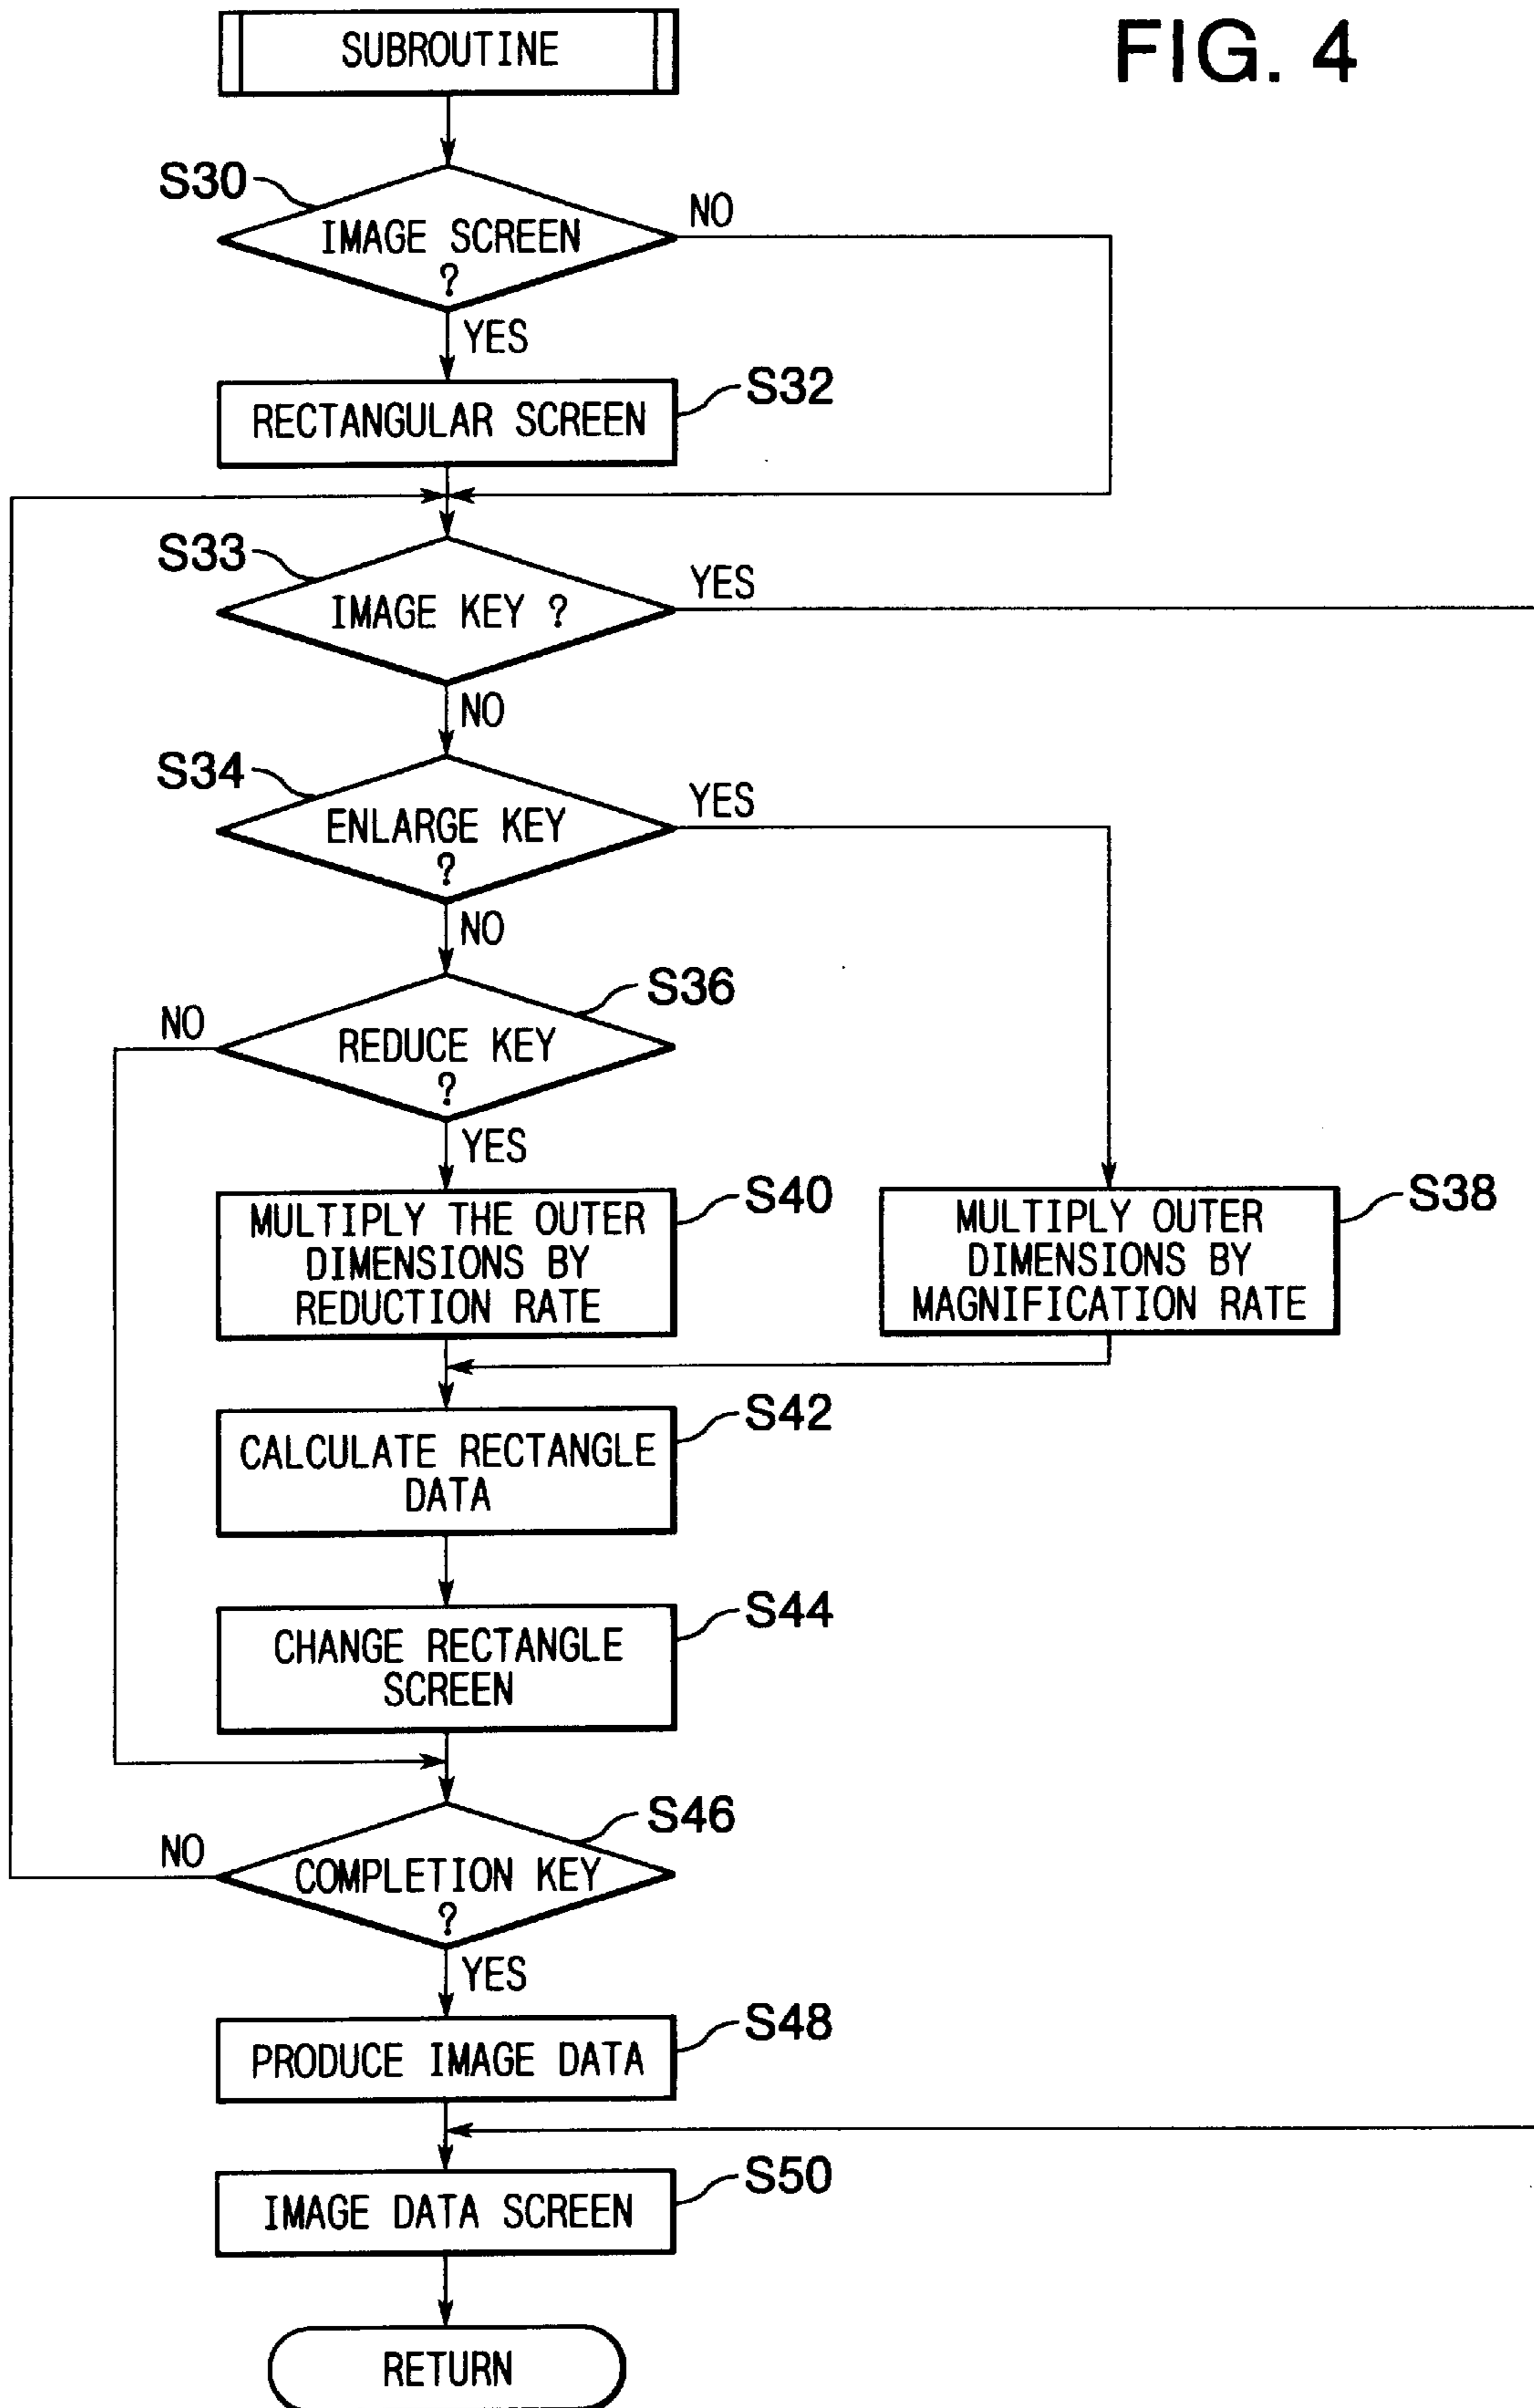 FIG. 4
SUBROUTINE
S30
IMAGE SCREEN
?
NO
YES
RECTANGULAR SCREEN
S32
S33
IMAGE KEY ?
YES
NO
S34
ENLARGE KEY
?
YES
NO
S36
REDUCE KEY
?
NO
YES
MULTIPLY THE OUTER
DIMENSIONS BY
REDUCTION RATE
S40
MULTIPLY OUTER
DIMENSIONS BY
MAGNIFICATION RATE
S38
CALCULATE RECTANGLE
DATA
S42
CHANGE RECTANGLE
SCREEN
S44
S46
COMPLETION KEY
?
NO
YES
PRODUCE IMAGE DATA
S48
IMAGE DATA SCREEN
S50
RETURN